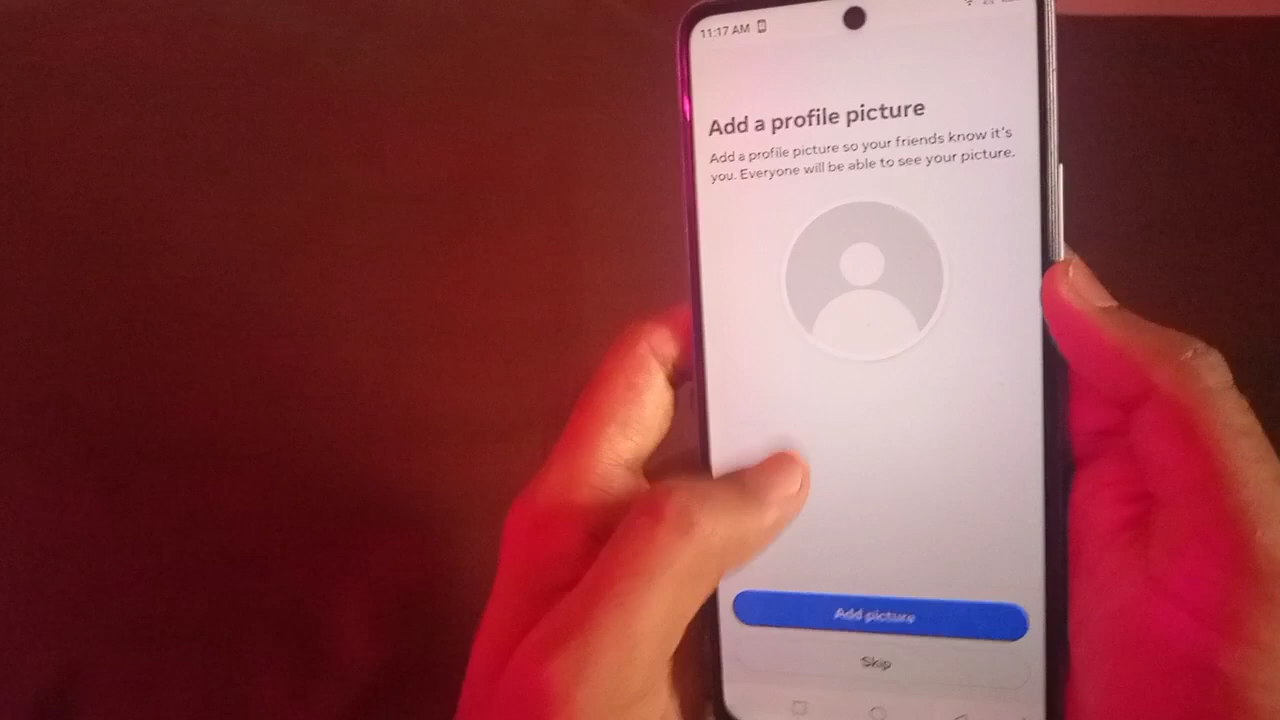 11:17 AM
Add a profile picture
Add a profile picture so your friends know it's
you. Everyone will be able to see your picture.
Add picture
Skip